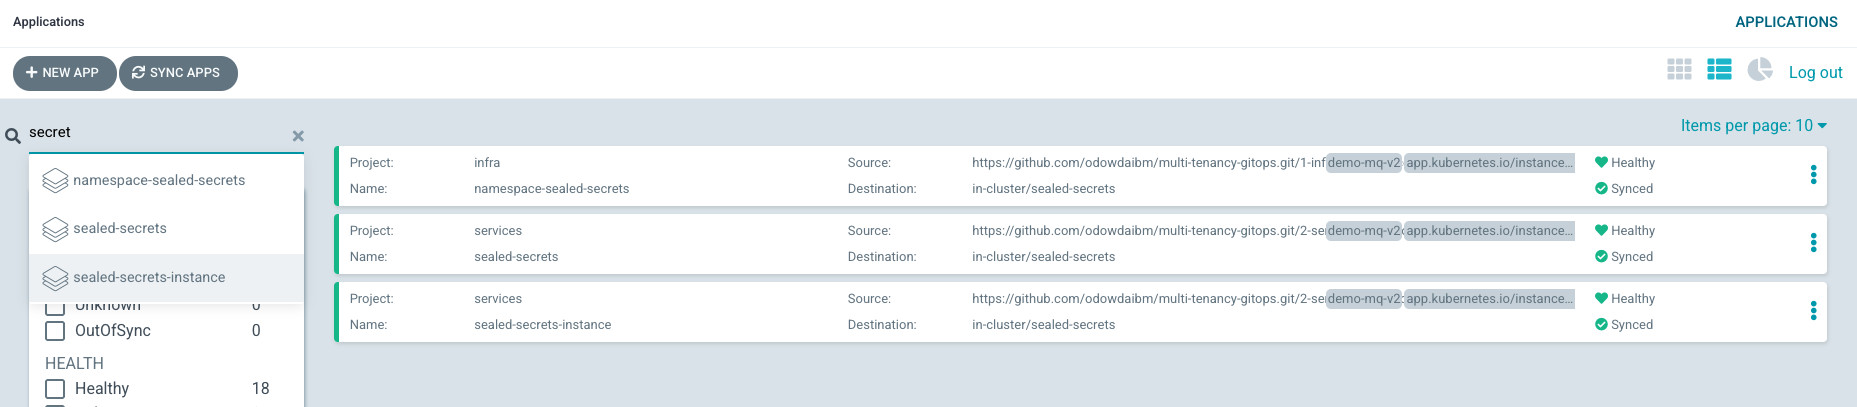 Applications
APPLICATIONS
NEW APP
SYNC APPS
Log out
secret
Items per page: 10
namespace-sealed-secrets
sealed-secrets
sealed-secrets-instance
Unknown 0
OutOfSync 0
HEALTH
Healthy 18
Project: infra Source: https://github.com/odowdaibm/multi-tenancy-gitops.git/1-inf demo-mq-v2 app.kubernetes.io/instance... Healthy
Name: namespace-sealed-secrets Destination: in-cluster/sealed-secrets Synced
Project: services Source: https://github.com/odowdaibm/multi-tenancy-gitops.git/2-se demo-mq-v2 app.kubernetes.io/instance... Healthy
Name: sealed-secrets Destination: in-cluster/sealed-secrets Synced
Project: services Source: https://github.com/odowdaibm/multi-tenancy-gitops.git/2-se demo-mq-v2 app.kubernetes.io/instance... Healthy
Name: sealed-secrets-instance Destination: in-cluster/sealed-secrets Synced